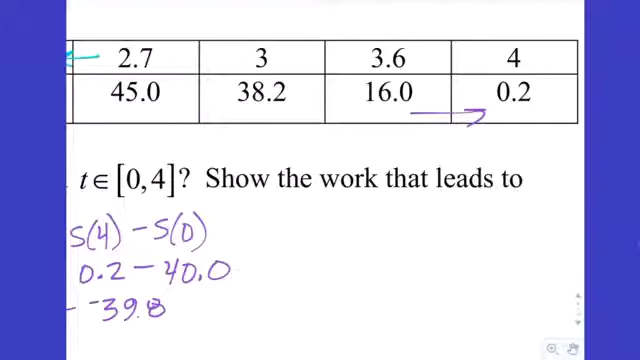 2.7 3 3.6 4
45.0 38.2 16.0 0.2
t ∈ [0, 4]? Show the work that leads to
S(4) − S(0)
0.2 − 40.0
-39.8